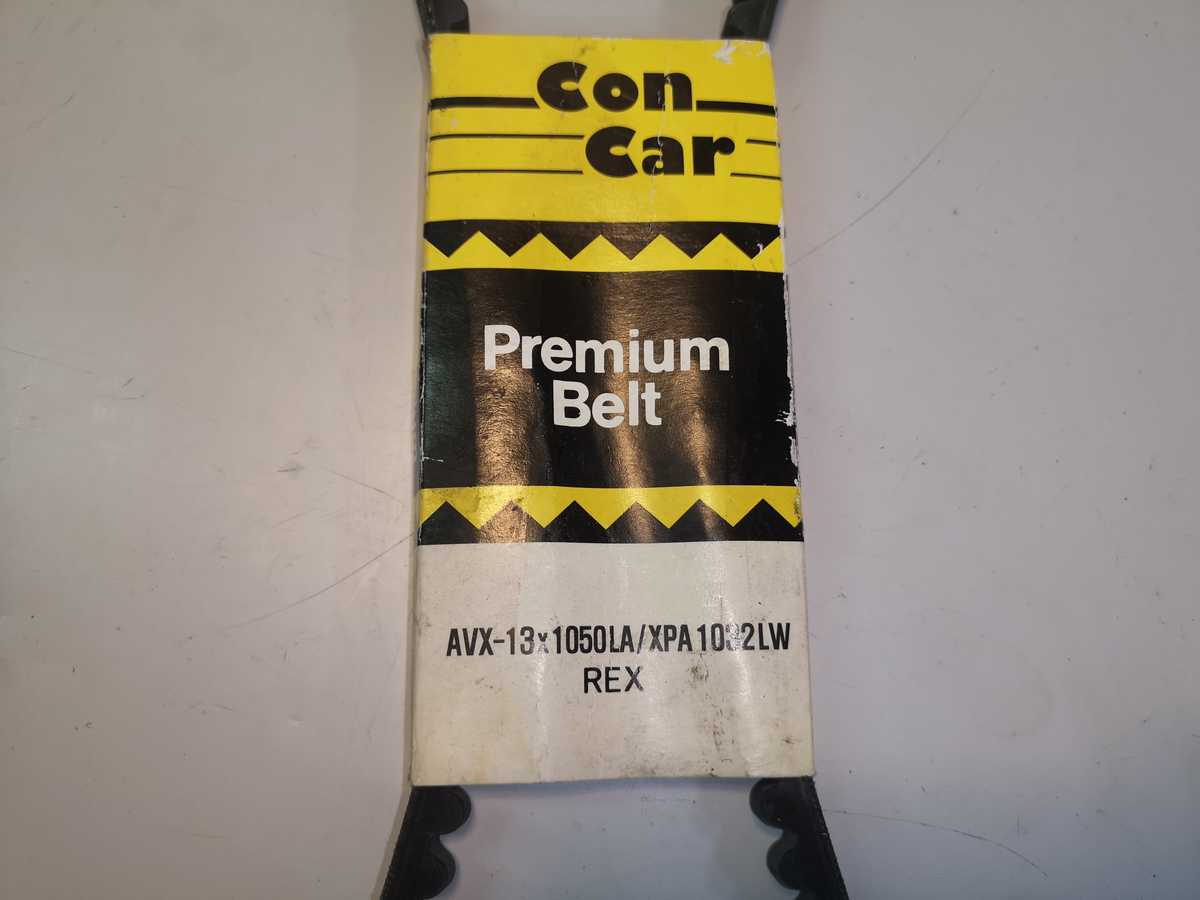 Con
Car
Premium
Belt
AVX-13x1050LA/XPA1032LW
REX